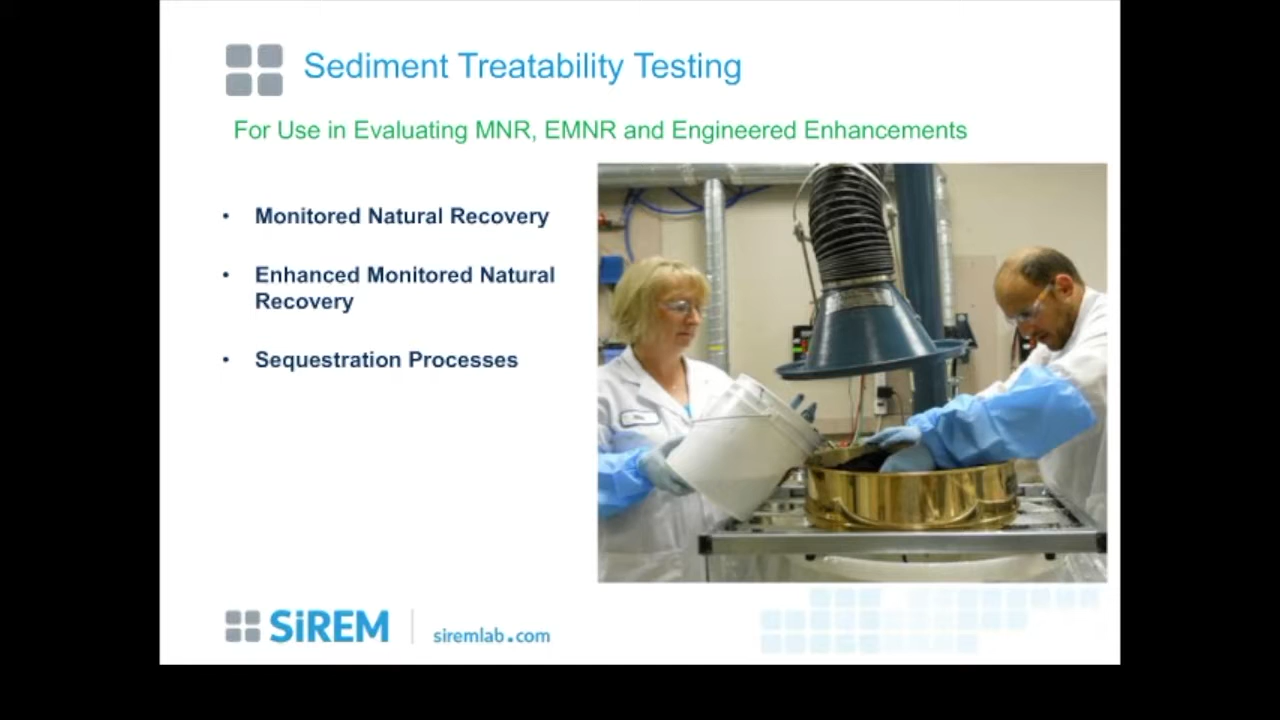 Sediment Treatability Testing
For Use in Evaluating MNR, EMNR and Engineered Enhancements
• Monitored Natural Recovery
• Enhanced Monitored Natural
Recovery
• Sequestration Processes
SiREM
siremlab.com